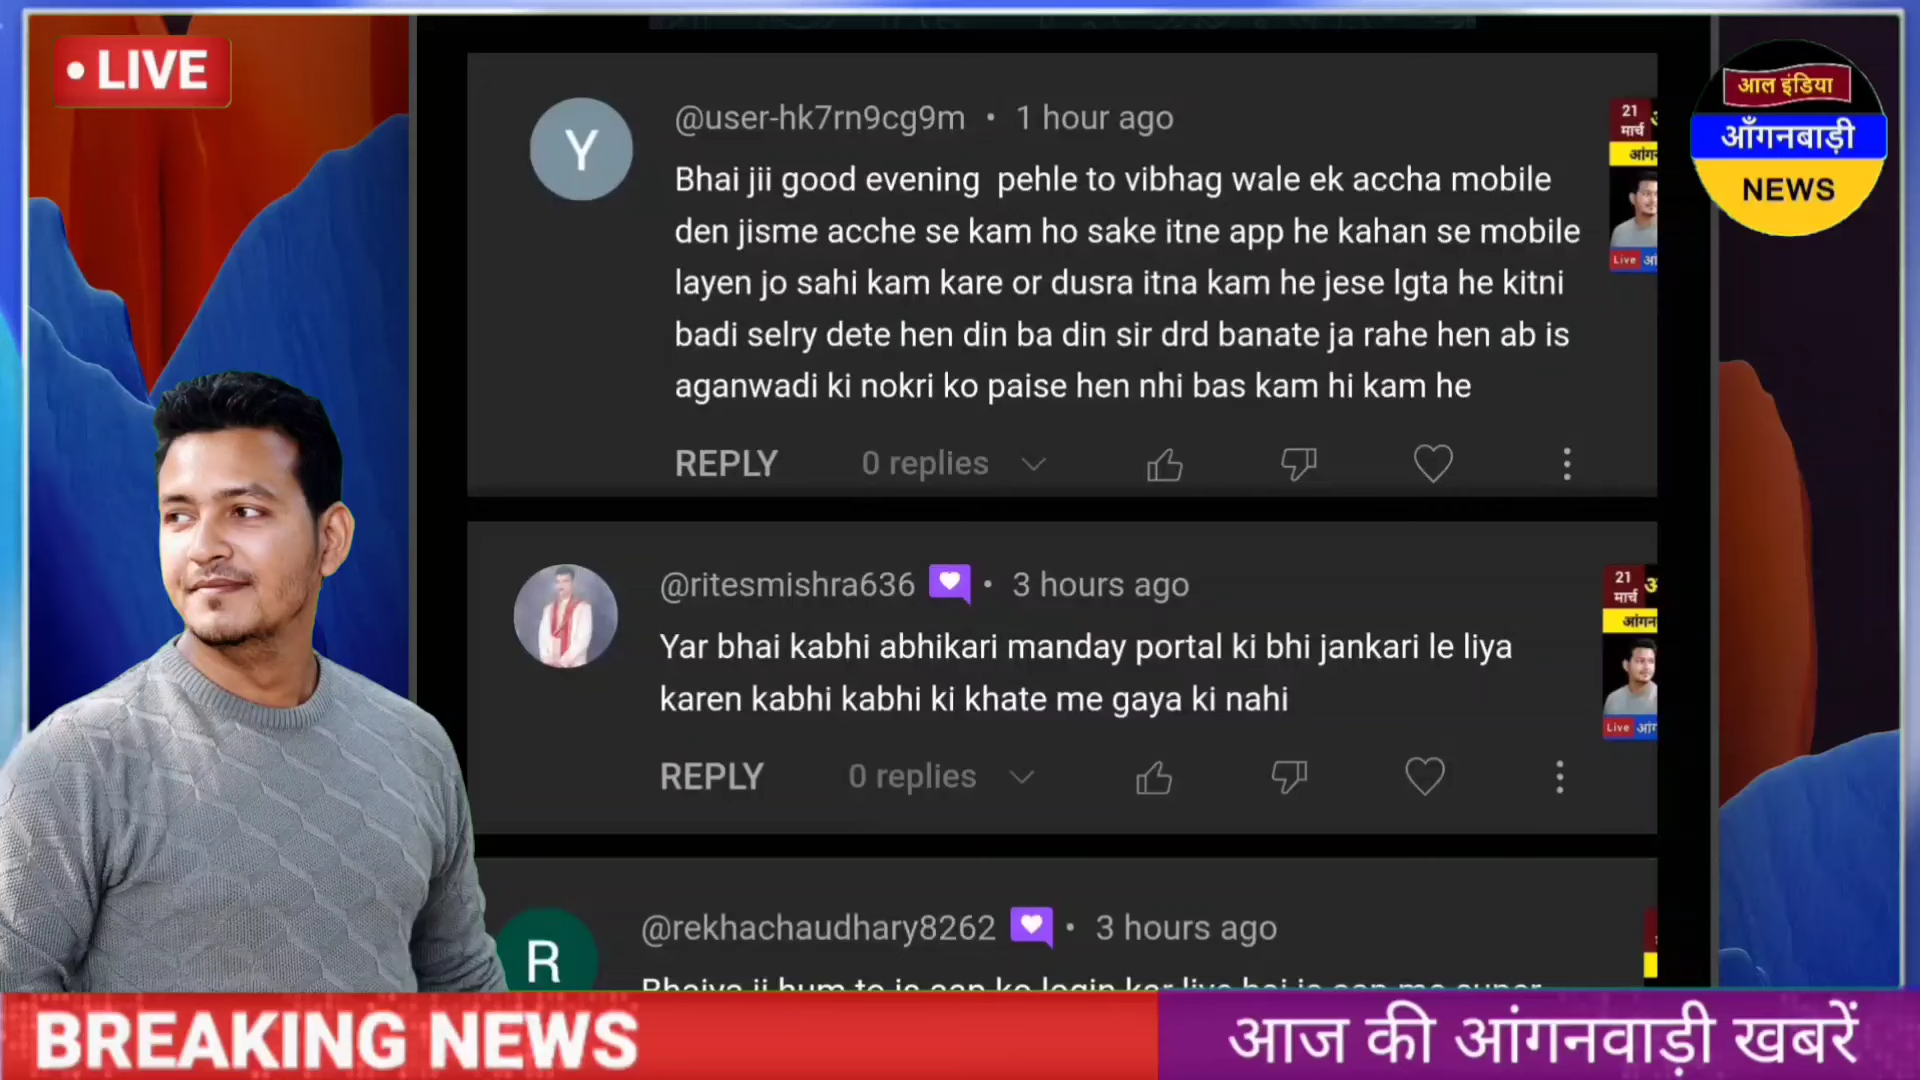 • LIVE
आल इंडिया
आँगनबाड़ी
NEWS
Y
@user-hk7rn9cg9m • 1 hour ago
Bhai jii good evening pehle to vibhag wale ek accha mobile
den jisme acche se kam ho sake itne app he kahan se mobile
layen jo sahi kam kare or dusra itna kam he jese lgta he kitni
badi selry dete hen din ba din sir drd banate ja rahe hen ab is
aganwadi ki nokri ko paise hen nhi bas kam hi kam he
21
मार्च
Live
REPLY 0 replies
@ritesmishra636 • 3 hours ago
Yar bhai kabhi abhikari manday portal ki bhi jankari le liya
karen kabhi kabhi ki khate me gaya ki nahi
21
मार्च
Live
REPLY 0 replies
R
@rekhachaudhary8262 • 3 hours ago
BREAKING NEWS
आज की आंगनवाड़ी खबरें